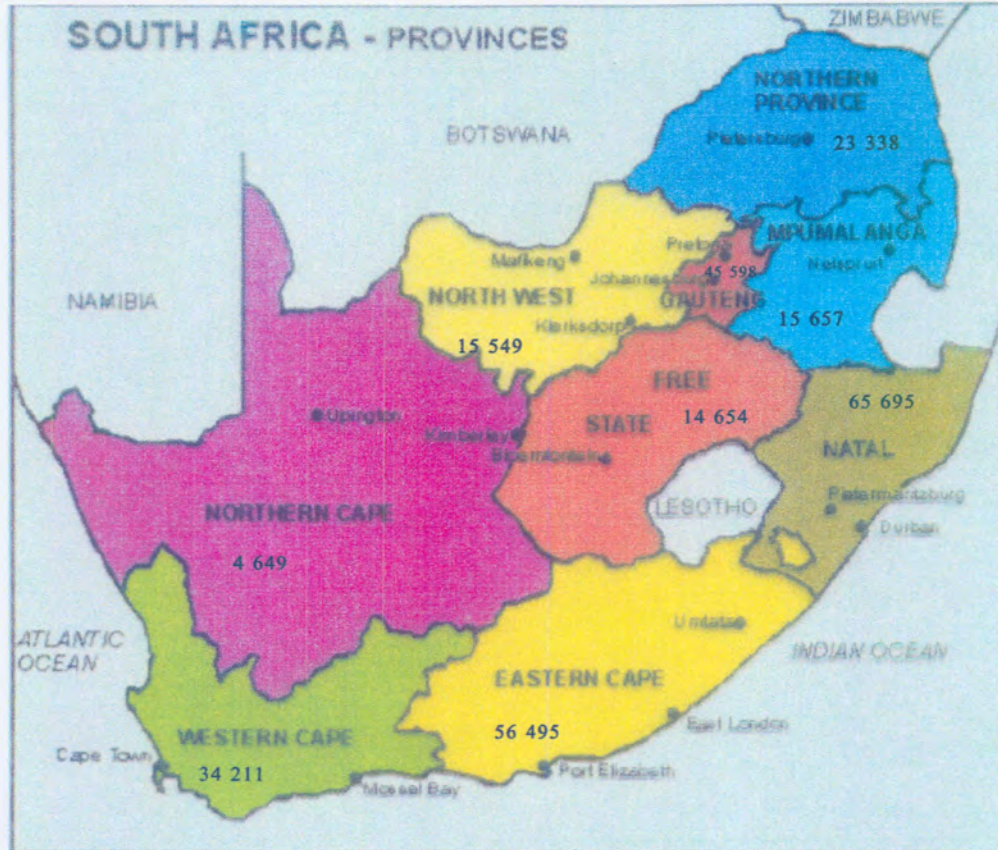 ZIMBABWE
SOUTH AFRICA - PROVINCES
NORTHERN
PROVINCE
BOTSWANA
Pietersburg
23 338
MPUMALANGA
Pretoria
Mafikeng
Nelspruit
45 598
Johannesburg
NAMIBIA
NORTH WEST
GAUTENG
15 657
Klerksdorp
15 549
FREE
65 695
Upington
STATE
14 654
Kimberley
NATAL
Bloemfontein
Pietermaritzburg
NORTHERN CAPE
LESOTHO
Durban
4 649
Umtata
ATLANTIC
OCEAN
INDIAN OCEAN
EASTERN CAPE
East London
56 495
WESTERN CAPE
Cape Town
34 211
Port Elizabeth
Mossel Bay